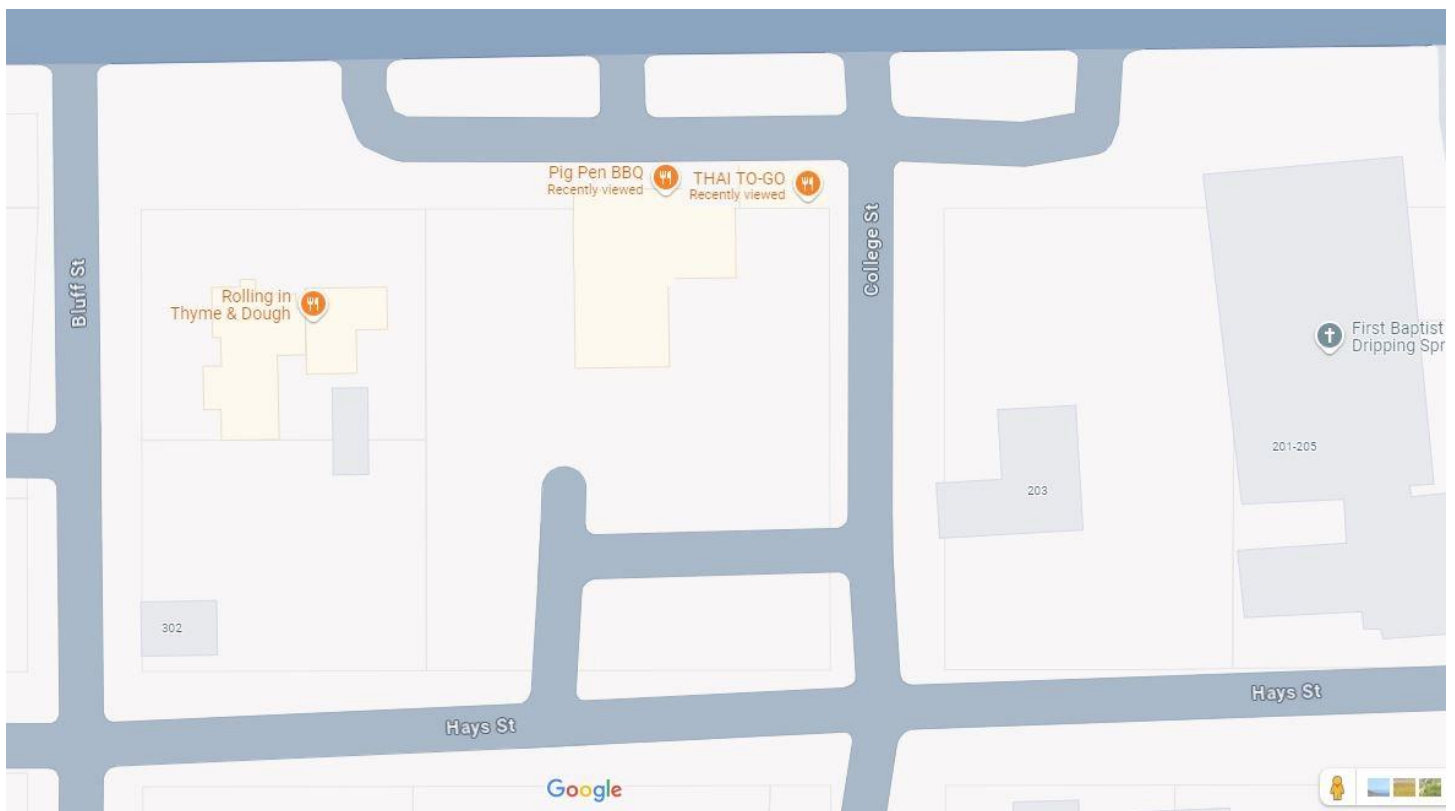 Pig Pen BBQ
Recently viewed
THAI TO-GO
Recently viewed
College St
Bluff St
Rolling in
Thyme & Dough
First Baptist
Dripping Spr
201-205
203
302
Hays St
Hays St
Google